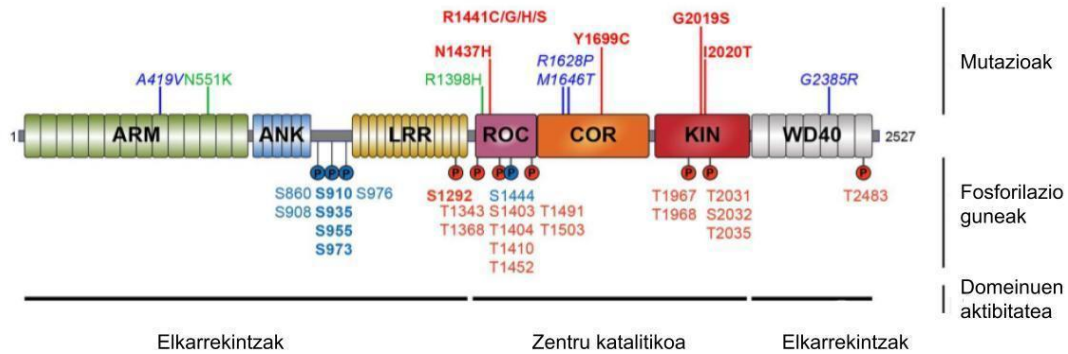 R1441C/G/H/S
G2019S
N1437H
Y1699C
I2020T
Mutazioak
A419V
N551K
R1398H
R1628P
M1646T
G2385R
1
ARM
ANK
LRR
ROC
COR
KIN
WD40
2527
P P P P P P P P P P P
S860 S910 S976
S908 S935
S955
S973
S1292 S1444
T1343 S1403 T1491
T1368 T1404 T1503
T1410
T1452
T1967 T2031
T1968 S2032
T2035
T2483
Fosforilazio
guneak
Domeinuen
aktibitatea
Elkarrekintzak
Zentru katalitikoa
Elkarrekintzak